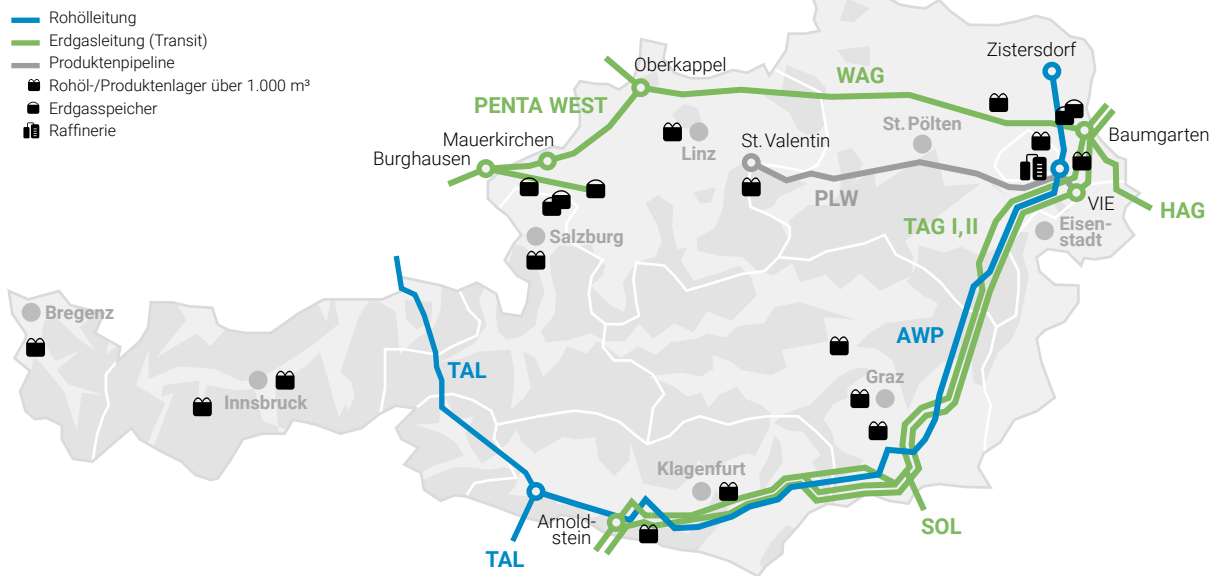 Rohölleitung
Erdgasleitung (Transit)
Produktenpipeline
Rohöl-/Produktenlager über 1.000 m³
Erdgasspeicher
Raffinerie
Zistersdorf
Oberkappel
WAG
PENTA WEST
Mauerkirchen
Burghausen
Linz
St. Valentin
St. Pölten
Baumgarten
PLW
VIE
HAG
TAG I, II
Eisen-
stadt
Salzburg
Bregenz
Innsbruck
TAL
AWP
Graz
Klagenfurt
Arnold-
stein
SOL
TAL